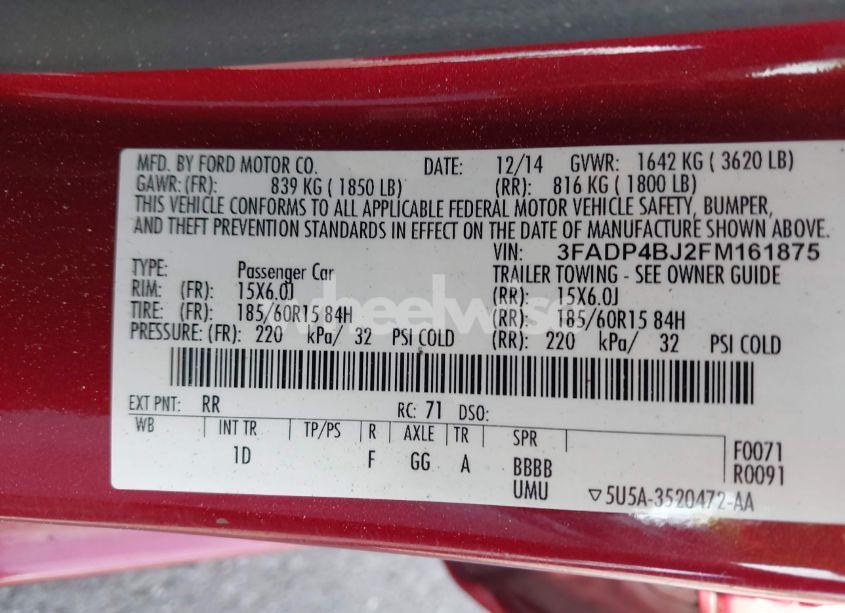 MFD. BY FORD MOTOR CO. DATE: 12/14 GVWR: 1642 KG ( 3620 LB)
GAWR: (FR): 839 KG ( 1850 LB) (RR): 816 KG ( 1800 LB)
THIS VEHICLE CONFORMS TO ALL APPLICABLE FEDERAL MOTOR VEHICLE SAFETY, BUMPER,
AND THEFT PREVENTION STANDARDS IN EFFECT ON THE DATE OF MANUFACTURE SHOWN ABOVE.
VIN: 3FADP4BJ2FM161875
TYPE: Passenger Car TRAILER TOWING - SEE OWNER GUIDE
RIM: (FR): 15X6.0J (RR): 15X6.0J
TIRE: (FR): 185/60R15 84H (RR): 185/60R15 84H
PRESSURE: (FR): 220 kPa/ 32 PSI COLD (RR): 220 kPa/ 32 PSI COLD
wheelwise
EXT PNT: RR RC: 71 DSO:
WB INT TR TP/PS R AXLE TR SPR
1D F GG A BBBB
UMU
F0071
R0091
▽5U5A-3520472-AA